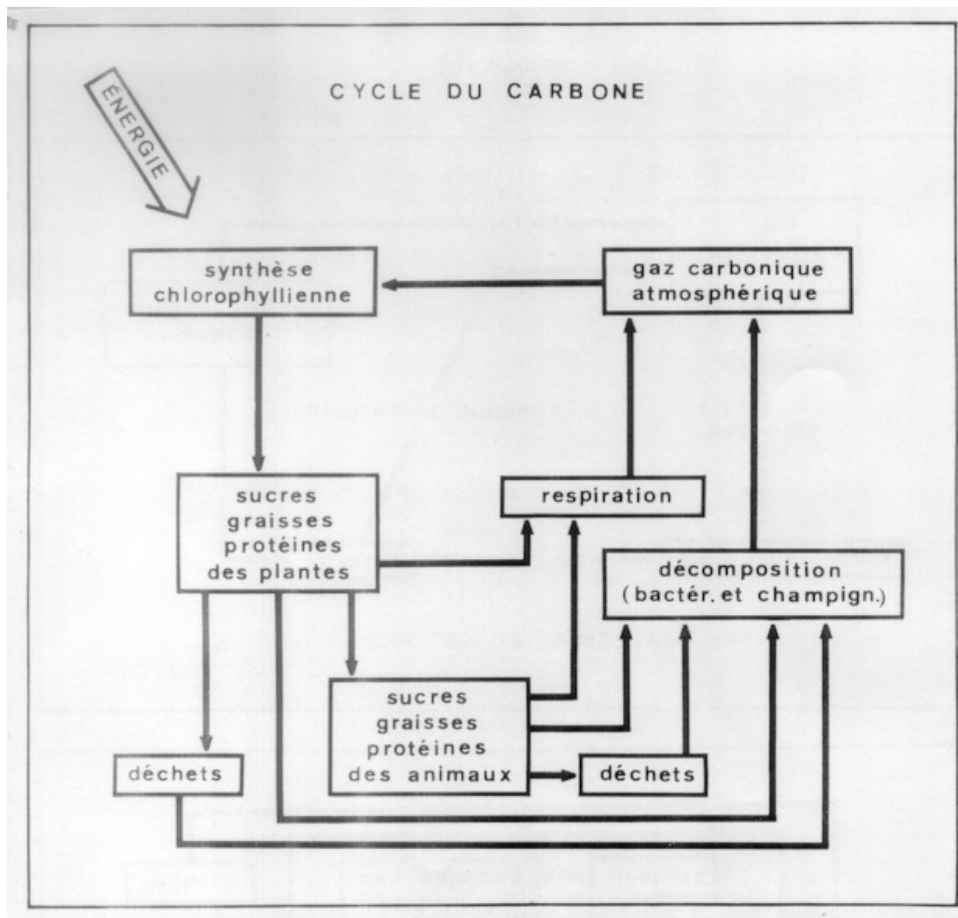 CYCLE DU CARBONE
ÉNERGIE
synthèse
chlorophyllienne
gaz carbonique
atmosphérique
sucres
graisses
protéines
des plantes
respiration
décomposition
(bactér. et champign.)
sucres
graisses
protéines
des animaux
déchets
déchets